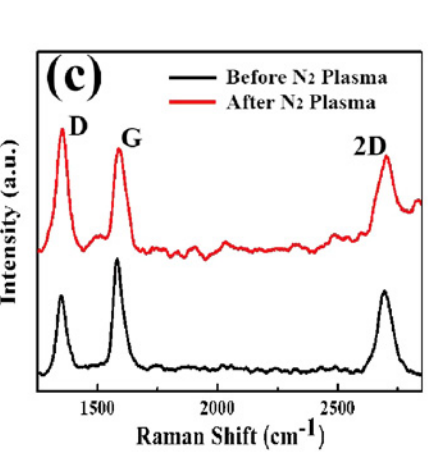 (c)
Before N2 Plasma
After N2 Plasma
D
G
2D
Intensity (a.u.)
1500 2000 2500
Raman Shift (cm-1)